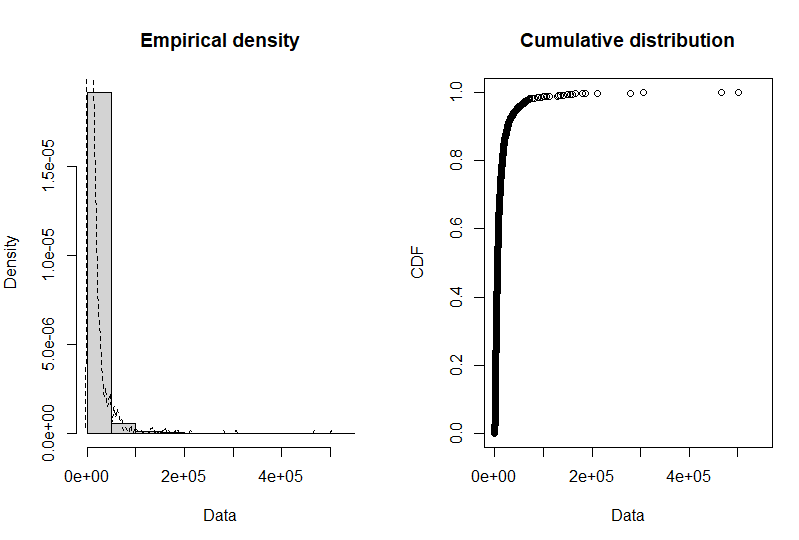 Empirical density
Density
0.0e+00 5.0e-06 1.0e-05 1.5e-05
0e+00 2e+05 4e+05
Data
Cumulative distribution
CDF
0.0 0.2 0.4 0.6 0.8 1.0
0e+00 2e+05 4e+05
Data